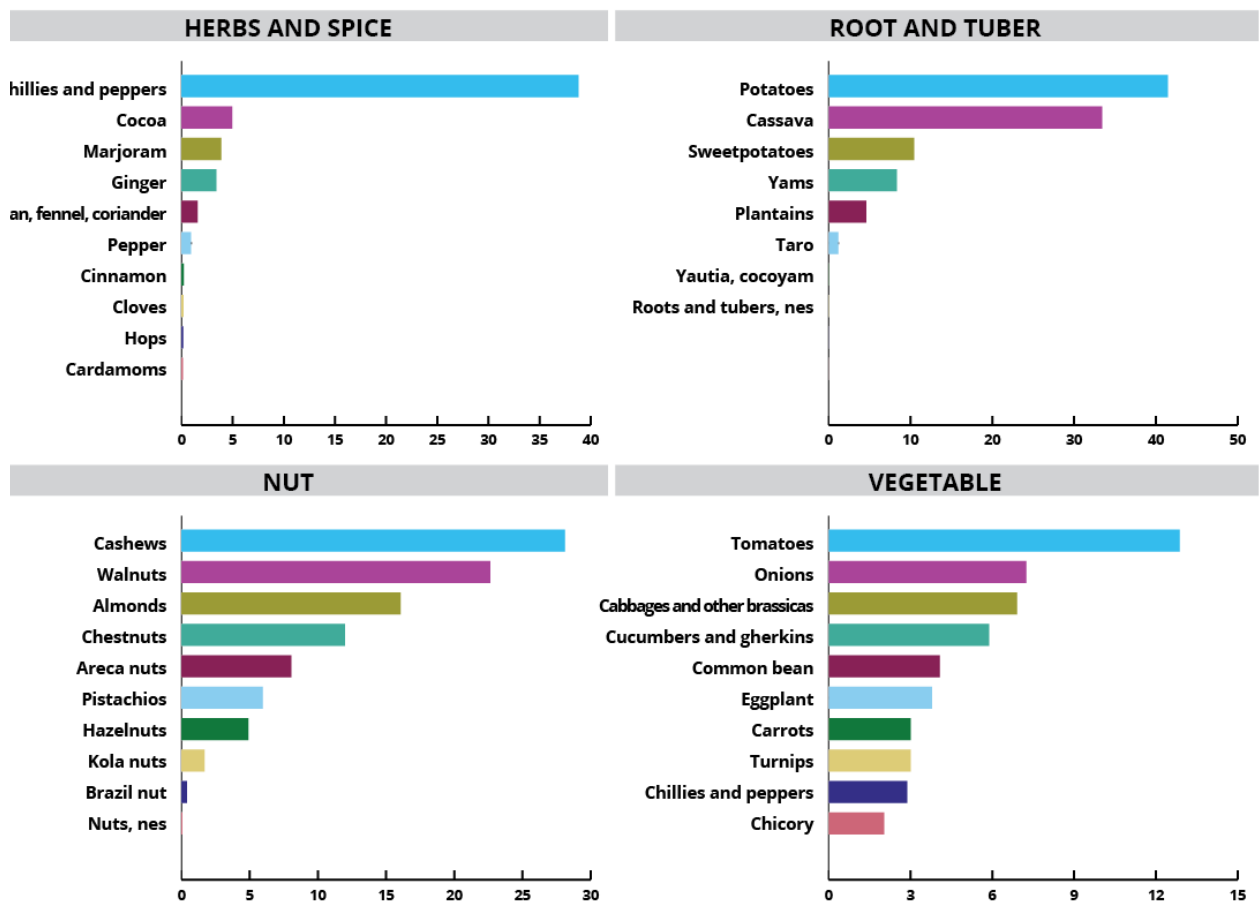 HERBS AND SPICE
hillies and peppers
Cocoa
Marjoram
Ginger
an, fennel, coriander
Pepper
Cinnamon
Cloves
Hops
Cardamoms
0 5 10 15 20 25 30 35 40
ROOT AND TUBER
Potatoes
Cassava
Sweetpotatoes
Yams
Plantains
Taro
Yautia, cocoyam
Roots and tubers, nes
0 10 20 30 40 50
NUT
Cashews
Walnuts
Almonds
Chestnuts
Areca nuts
Pistachios
Hazelnuts
Kola nuts
Brazil nut
Nuts, nes
0 5 10 15 20 25 30
VEGETABLE
Tomatoes
Onions
Cabbages and other brassicas
Cucumbers and gherkins
Common bean
Eggplant
Carrots
Turnips
Chillies and peppers
Chicory
0 3 6 9 12 15